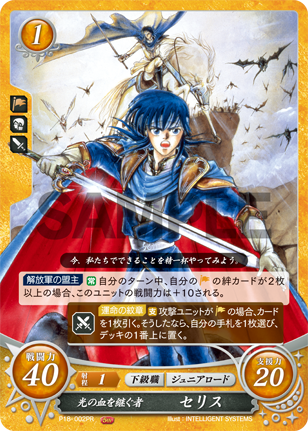 1
SAMPLE
今、私たちでできることを精一杯やってみよう。
解放軍の盟主 常 自分のターン中、自分の の絆カードが2枚
以上の場合、このユニットの戦闘力は+10される。
運命の紋章 支 攻撃ユニットが の場合、カード
を1枚引く。そうしたなら、自分の手札を1枚選び、
デッキの一番上に置く。
戦闘力
40
射程 1 下級職 ジュニアロード
支援力
20
光の血を継ぐ者 セリス
P18-002PR Illust:INTELLIGENT SYSTEMS